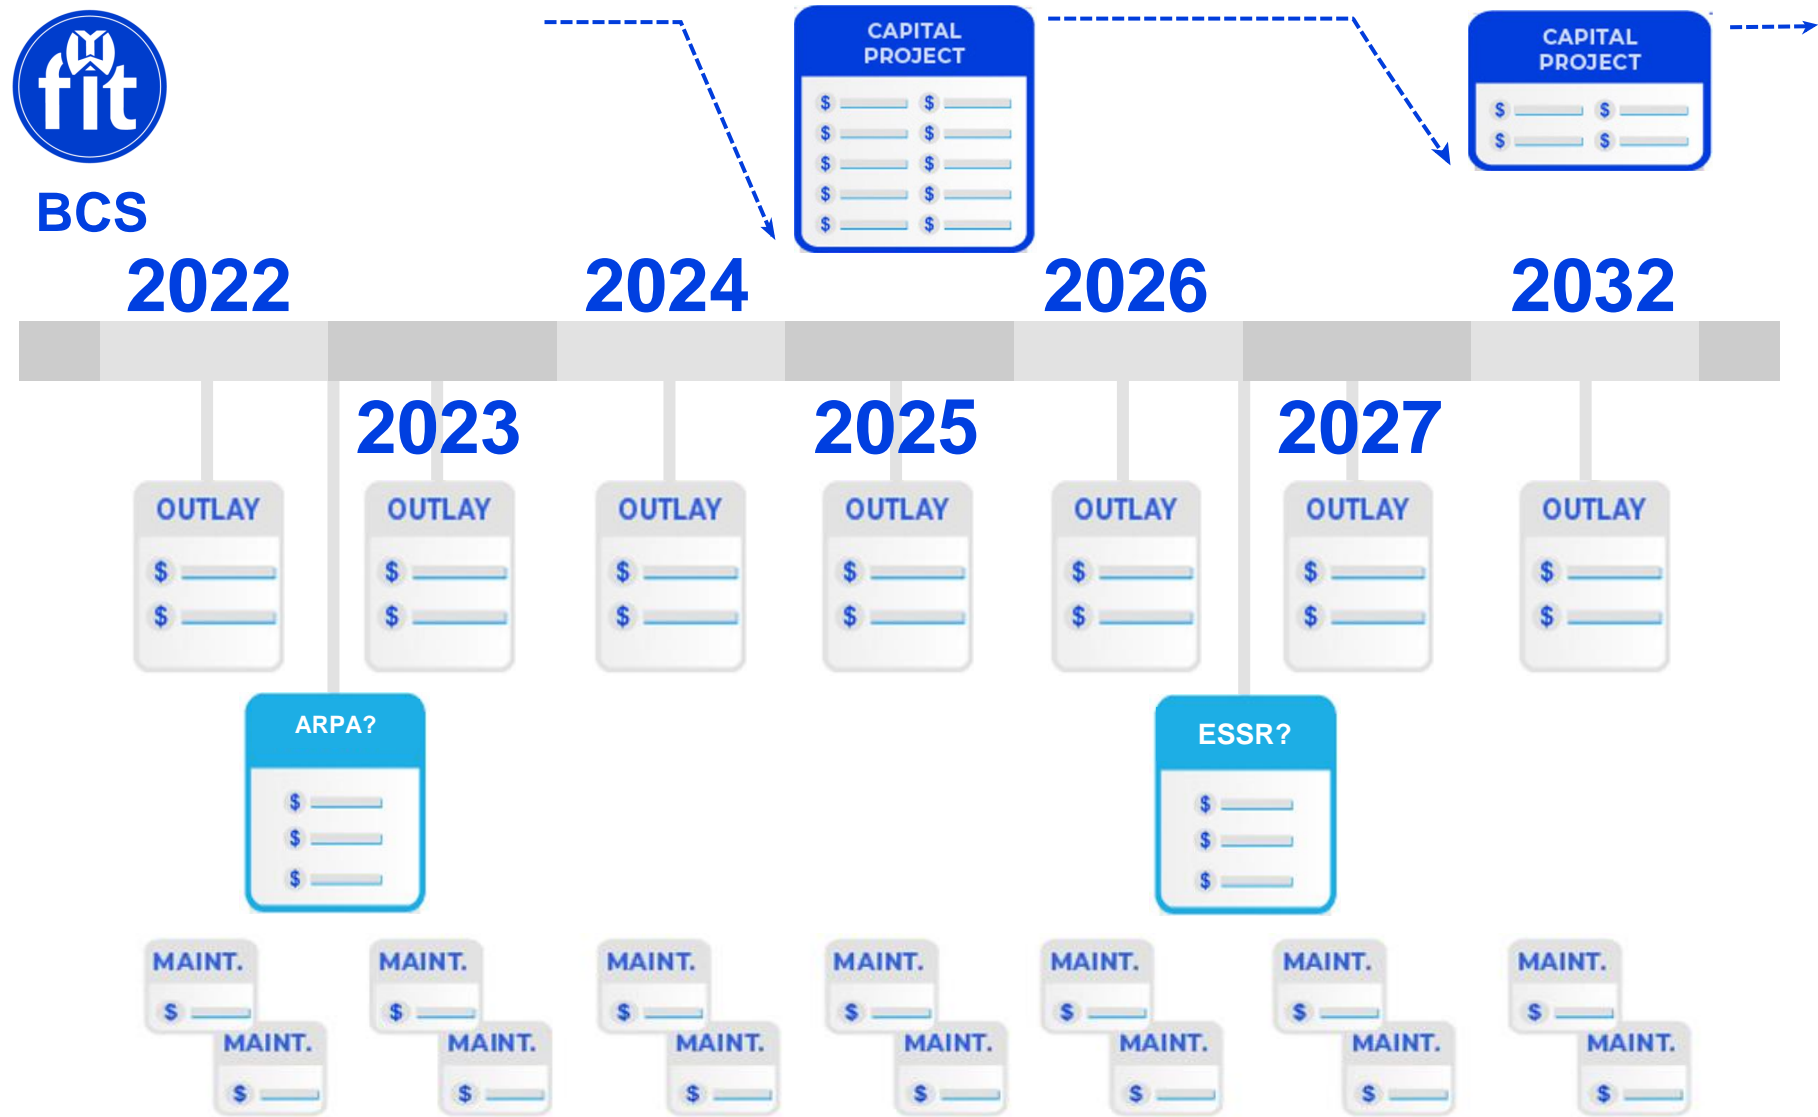 fit
BCS
CAPITAL
PROJECT
$ $
$ $
$ $
$ $
$ $
CAPITAL
PROJECT
$ $
$ $
2022 2024 2026 2032
2023 2025 2027
OUTLAY OUTLAY OUTLAY OUTLAY OUTLAY OUTLAY OUTLAY
$ $ $ $ $ $ $
$ $ $ $ $ $ $
ARPA?
$
$
$
ESSR?
$
$
$
MAINT. MAINT. MAINT. MAINT. MAINT. MAINT. MAINT.
$ $ $ $ $ $ $
MAINT. MAINT. MAINT. MAINT. MAINT. MAINT. MAINT.
$ $ $ $ $ $ $